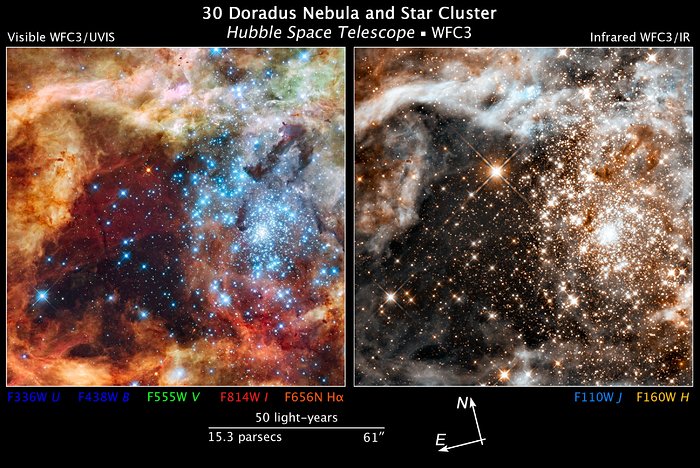 30 Doradus Nebula and Star Cluster
Hubble Space Telescope ▪ WFC3
Visible WFC3/UVIS
Infrared WFC3/IR
F336W U F438W B F555W V F814W I F656N Hα
F110W J F160W H
50 light-years
15.3 parsecs 61″
N
E